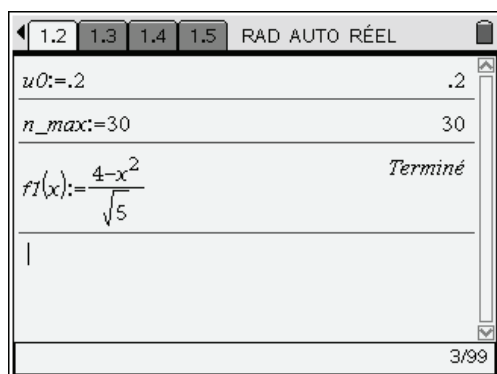 1.2 1.3 1.4 1.5 RAD AUTO RÉEL
u0:=.2 .2
n_max:=30 30
f1(x):=(4-x^2)/√5 Terminé
3/99